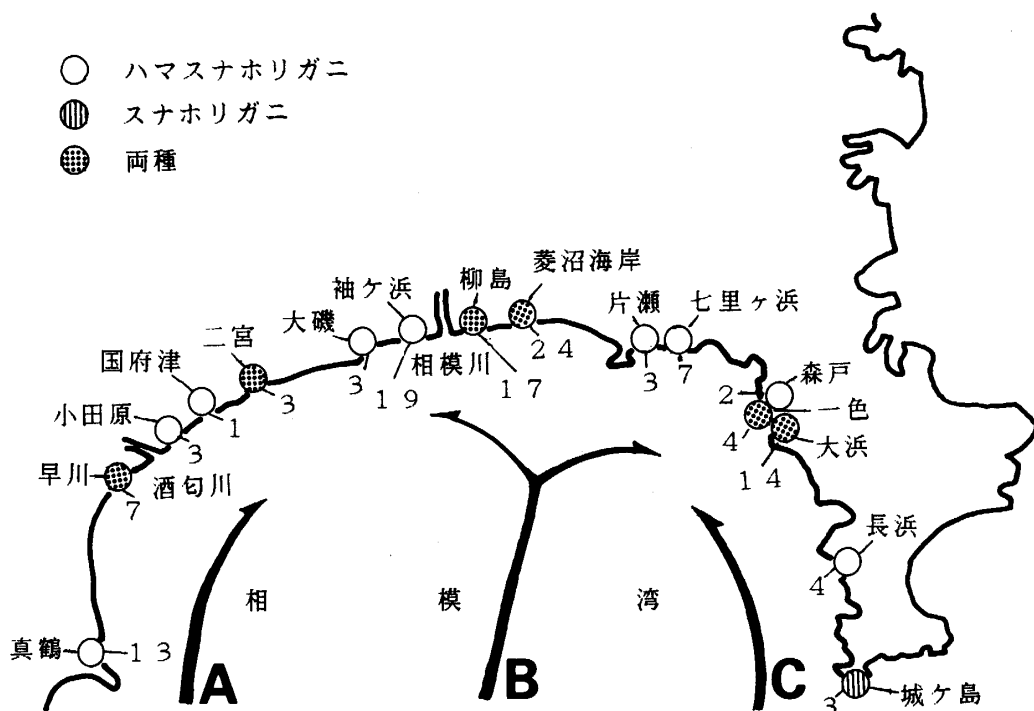 ハマスナホリガニ
スナホリガニ
両種
菱沼海岸
2 4
柳島
1 7
袖ケ浜
1 9
相模川
大磯
3
二宮
3
国府津
1
小田原
3
早川
7
酒匂川
真鶴
1 3
片瀬
3
七里ヶ浜
7
森戸
2
一色
4
大浜
1 4
長浜
4
城ケ島
3
相模湾
A
B
C